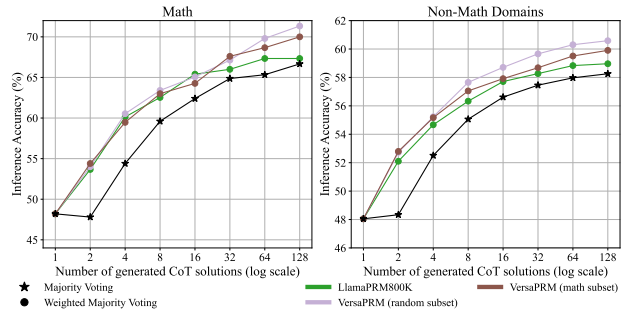 Math
Non-Math Domains
Inference Accuracy (%)
70
65
60
55
50
45
1 2 4 8 16 32 64 128
Number of generated CoT solutions (log scale)
Inference Accuracy (%)
62
60
58
56
54
52
50
48
46
1 2 4 8 16 32 64 128
Number of generated CoT solutions (log scale)
Majority Voting
Weighted Majority Voting
LlamaPRM800K
VersaPRM (random subset)
VersaPRM (math subset)